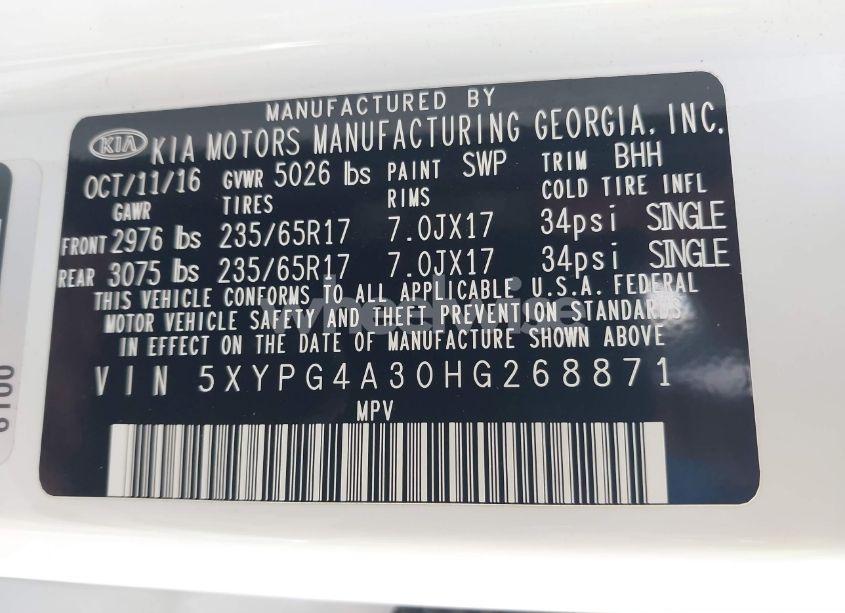 MANUFACTURED BY
KIA KIA MOTORS MANUFACTURING GEORGIA, INC.
OCT/11/16 GVWR 5026 lbs PAINT SWP TRIM BHH
GAWR TIRES RIMS COLD TIRE INFL
FRONT 2976 lbs 235/65R17 7.0JX17 34psi SINGLE
REAR 3075 lbs 235/65R17 7.0JX17 34psi SINGLE
THIS VEHICLE CONFORMS TO ALL APPLICABLE U.S.A. FEDERAL
MOTOR VEHICLE SAFETY AND THEFT PREVENTION STANDARDS
IN EFFECT ON THE DATE OF MANUFACTURE SHOWN ABOVE
VIN 5XYPG4A30HG268871
MPV
wheelwise